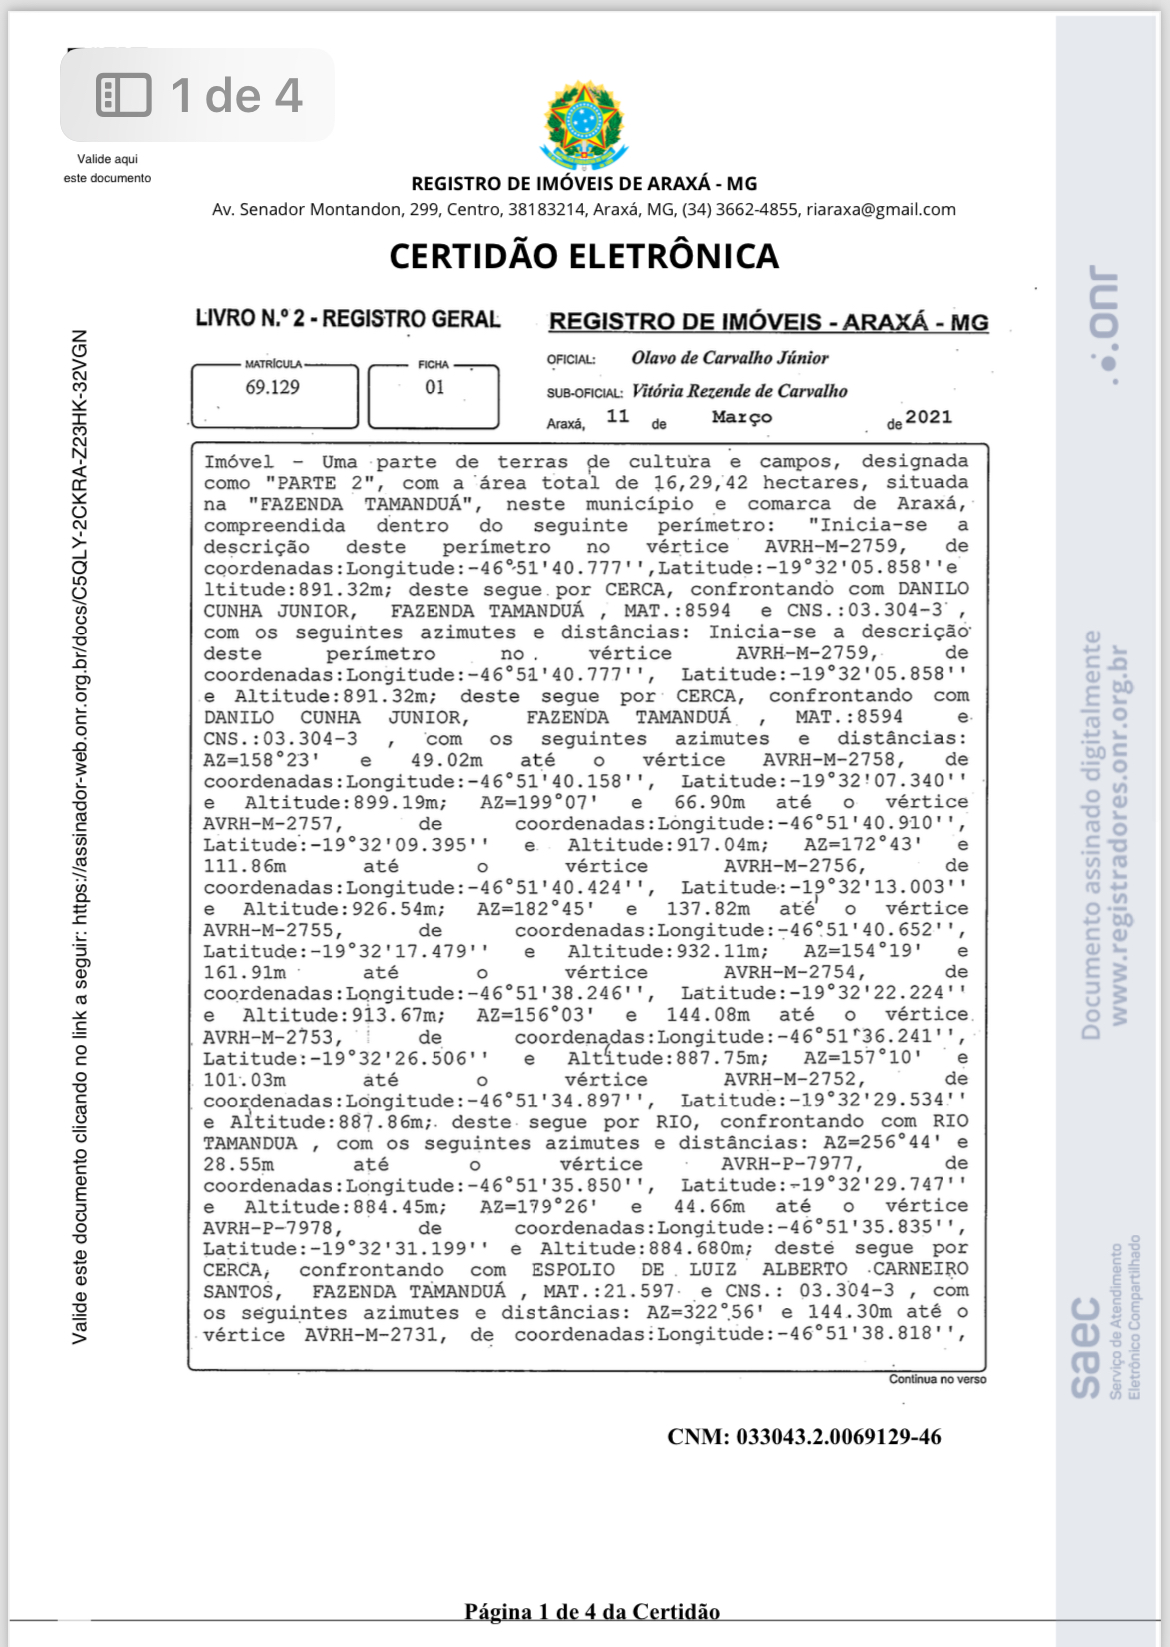 1 de 4
Valide aqui
este documento
REGISTRO DE IMÓVEIS DE ARAXÁ - MG
Av. Senador Montandon, 299, Centro, 38183214, Araxá, MG, (34) 3662-4855, riaraxa@gmail.com
CERTIDÃO ELETRÔNICA
LIVRO N.º 2 - REGISTRO GERAL
REGISTRO DE IMÓVEIS - ARAXÁ - MG
MATRÍCULA
69.129
FICHA
01
OFICIAL: Olavo de Carvalho Júnior
SUB-OFICIAL: Vitória Rezende de Carvalho
Araxá, 11 de Março de 2021
Imóvel – Uma parte de terras de cultura e campos, designada
como "PARTE 2", com a área total de 16,29,42 hectares, situada
na "FAZENDA TAMANDUÁ", neste município e comarca de Araxá,
compreendida dentro do seguinte perímetro: "Inicia-se a
descrição deste perímetro no vértice AVRH-M-2759, de
coordenadas:Longitude:-46°51'40.777'',Latitude:-19°32'05.858''e
ltitude:891.32m; deste segue por CERCA, confrontando com DANILO
CUNHA JUNIOR, FAZENDA TAMANDUÁ , MAT.:8594 e CNS.:03.304-3 ,
com os seguintes azimutes e distâncias: Inicia-se a descrição
deste perímetro no vértice AVRH-M-2759, de
coordenadas:Longitude:-46°51'40.777'', Latitude:-19°32'05.858''
e Altitude:891.32m; deste segue por CERCA, confrontando com
DANILO CUNHA JUNIOR, FAZENDA TAMANDUÁ , MAT.:8594 e
CNS.:03.304-3 , com os seguintes azimutes e distâncias:
AZ=158°23' e 49.02m até o vértice AVRH-M-2758, de
coordenadas:Longitude:-46°51'40.158'', Latitude:-19°32'07.340''
e Altitude:899.19m; AZ=199°07' e 66.90m até o vértice
AVRH-M-2757, de coordenadas:Longitude:-46°51'40.910'',
Latitude:-19°32'09.395'' e Altitude:917.04m; AZ=172°43' e
111.86m até o vértice AVRH-M-2756, de
coordenadas:Longitude:-46°51'40.424'', Latitude:-19°32'13.003''
e Altitude:926.54m; AZ=182°45' e 137.82m até o vértice
AVRH-M-2755, de coordenadas:Longitude:-46°51'40.652'',
Latitude:-19°32'17.479'' e Altitude:932.11m; AZ=154°19' e
161.91m até o vértice AVRH-M-2754, de
coordenadas:Longitude:-46°51'38.246'', Latitude:-19°32'22.224''
e Altitude:913.67m; AZ=156°03' e 144.08m até o vértice
AVRH-M-2753, de coordenadas:Longitude:-46°51'36.241'',
Latitude:-19°32'26.506'' e Altitude:887.75m; AZ=157°10' e
101.03m até o vértice AVRH-M-2752, de
coordenadas:Longitude:-46°51'34.897'', Latitude:-19°32'29.534''
e Altitude:887.86m; deste segue por RIO, confrontando com RIO
TAMANDUA , com os seguintes azimutes e distâncias: AZ=256°44' e
28.55m até o vértice AVRH-P-7977, de
coordenadas:Longitude:-46°51'35.850'', Latitude:-19°32'29.747''
e Altitude:884.45m; AZ=179°26' e 44.66m até o vértice
AVRH-P-7978, de coordenadas:Longitude:-46°51'35.835'',
Latitude:-19°32'31.199'' e Altitude:884.680m; deste segue por
CERCA, confrontando com ESPOLIO DE LUIZ ALBERTO CARNEIRO
SANTOS, FAZENDA TAMANDUÁ , MAT.:21.597 e CNS.: 03.304-3 , com
os seguintes azimutes e distâncias: AZ=322°56' e 144.30m até o
vértice AVRH-M-2731, de coordenadas:Longitude:-46°51'38.818'',
Continua no verso
CNM: 033043.2.0069129-46
Página 1 de 4 da Certidão
Valide este documento clicando no link a seguir: https://assinador-web.onr.org.br/docs/C5QLY-2CKRA-Z23HK-32VGN
onr
Documento assinado digitalmente
www.registradores.onr.org.br
saec
Serviço de Atendimento
Eletrônico Compartilhado